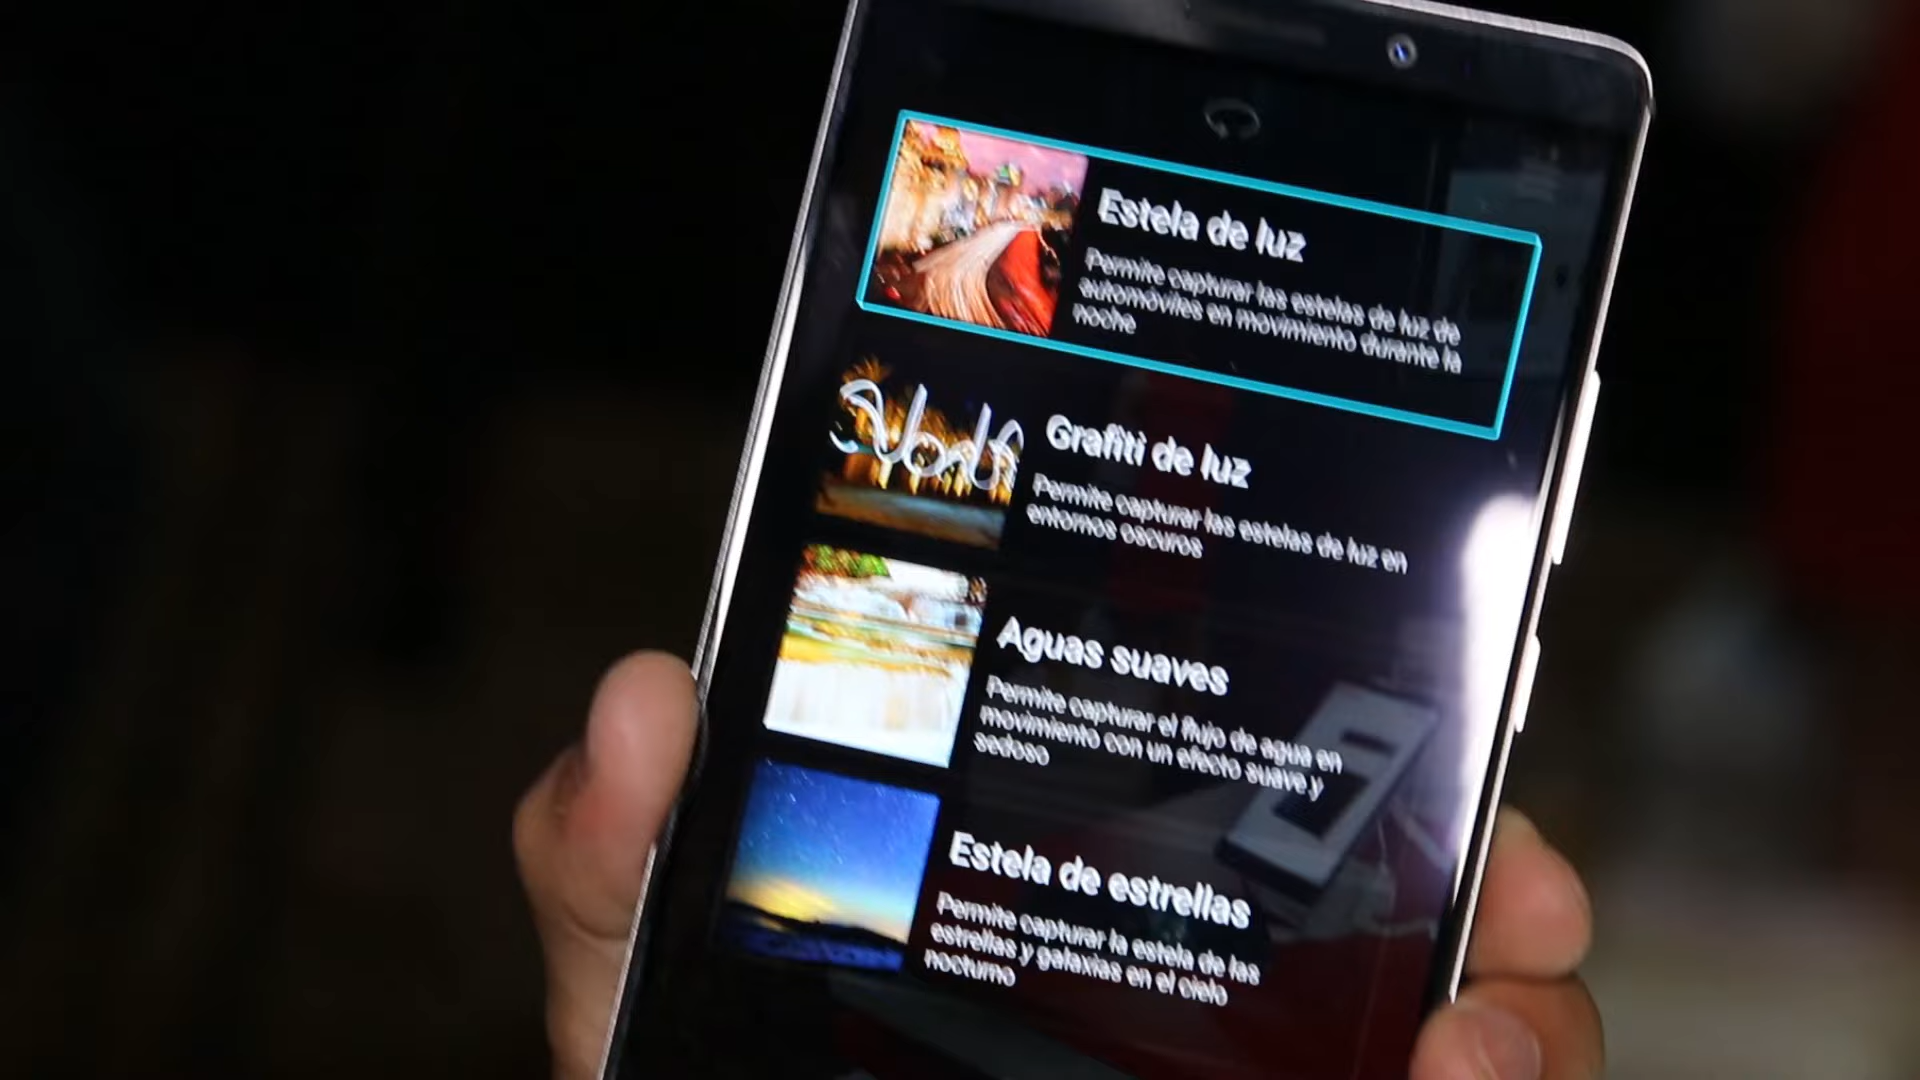 Estela de luz
Permite capturar las estelas de luz de
automóviles en movimiento durante la
noche
Grafiti de luz
Permite capturar las estelas de luz en
entornos oscuros
Aguas suaves
Permite capturar el flujo de agua en
movimiento con un efecto suave y
sedoso
Estela de estrellas
Permite capturar la estela de las
estrellas y galaxias en el cielo
nocturno